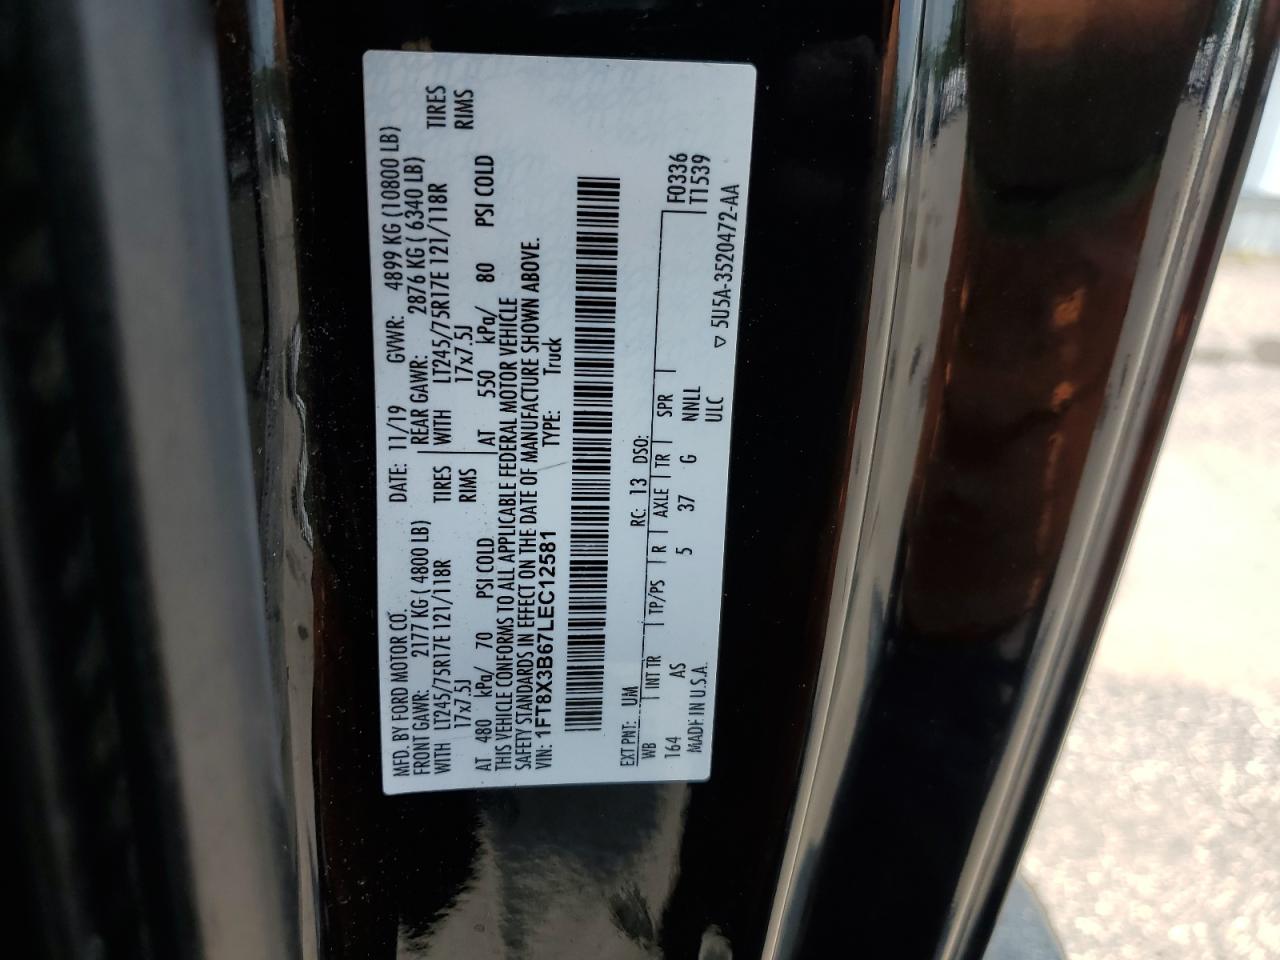 MFD. BY FORD MOTOR CO. DATE: 11/19 GVWR: 4899 KG (10800 LB)
FRONT GAWR: 2177 KG ( 4800 LB) REAR GAWR: 2876 KG ( 6340 LB)
WITH LT245/75R17E 121/118R TIRES WITH LT245/75R17E 121/118R TIRES
17x7.5J RIMS 17x7.5J RIMS
AT 480 kPa/ 70 PSI COLD AT 550 kPa/ 80 PSI COLD
THIS VEHICLE CONFORMS TO ALL APPLICABLE FEDERAL MOTOR VEHICLE
SAFETY STANDARDS IN EFFECT ON THE DATE OF MANUFACTURE SHOWN ABOVE.
VIN: 1FT8X3B67LEC12581 TYPE: Truck
EXT PNT: UM RC: 13 DSO:
WB INT TR TP/PS R AXLE TR SPR F0336
164 AS 5 37 G NNLL T1539
MADE IN U.S.A. ULC
▽ 5U5A-3520472-AA